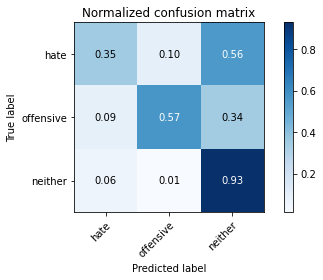 Normalized confusion matrix
hate 0.35 0.10 0.56
offensive 0.09 0.57 0.34
neither 0.06 0.01 0.93
hate offensive neither
Predicted label
True label
0.8
0.6
0.4
0.2